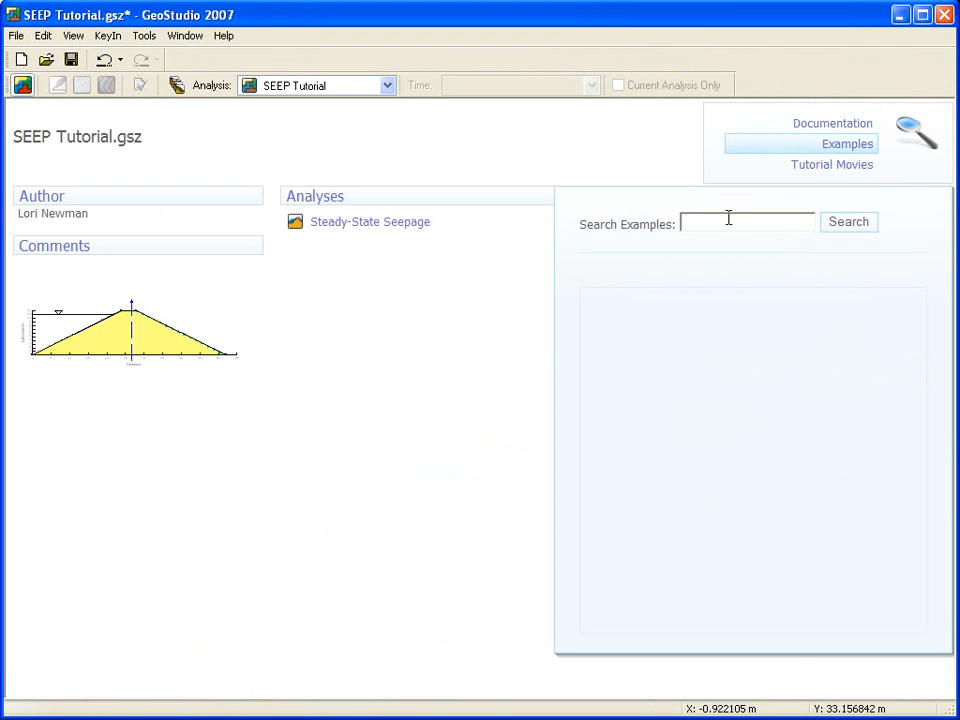 SEEP Tutorial.gsz* - GeoStudio 2007
File Edit View KeyIn Tools Window Help
Analysis: SEEP Tutorial Time: Current Analysis Only
SEEP Tutorial.gsz
Documentation
Examples
Tutorial Movies
Author
Lori Newman
Comments
Analyses
Steady-State Seepage
Search Examples: Search
X: -0.922105 m Y: 33.156842 m